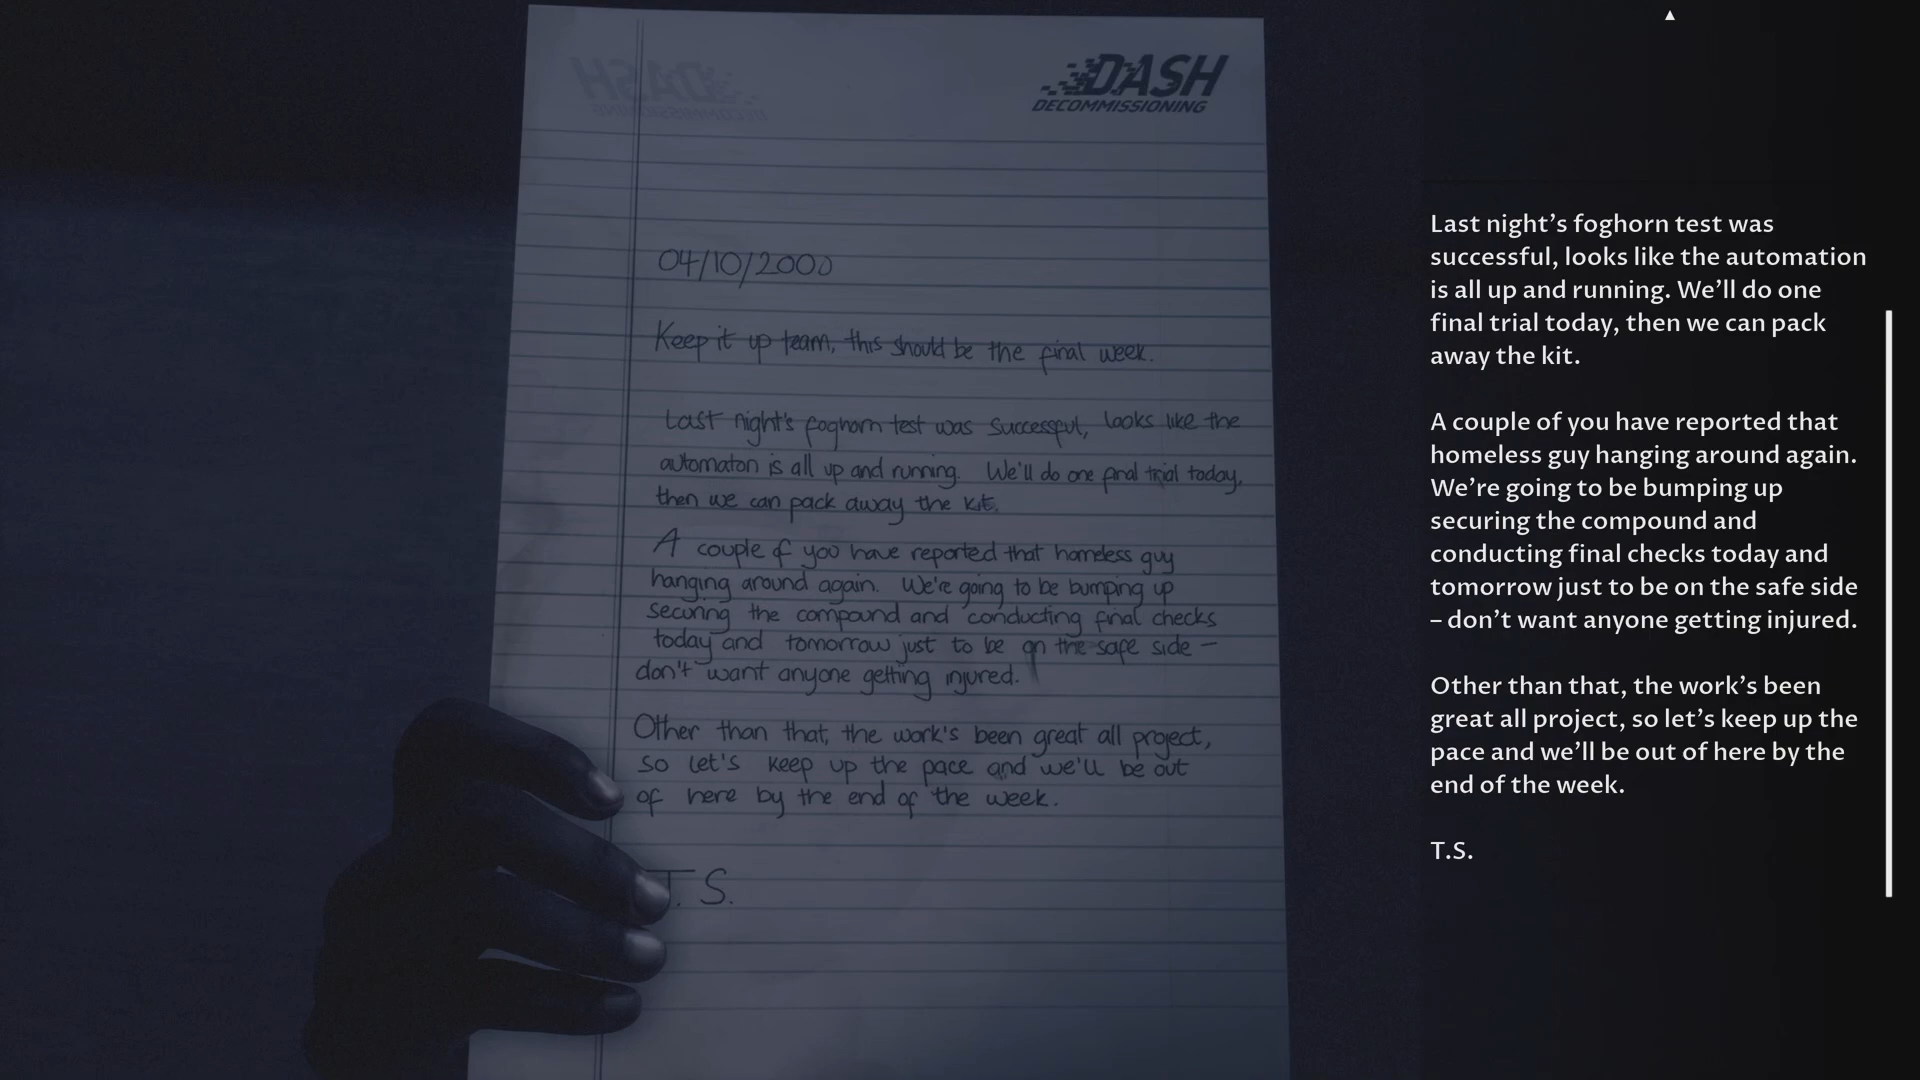 DASH
DECOMMISSIONING
04/10/2000
Keep it up team, this should be the final week.
Last night's foghorn test was successful, looks like the
automaton is all up and running. We'll do one final trial today,
then we can pack away the kit.
A couple of you have reported that homeless guy
hanging around again. We're going to be bumping up
securing the compound and conducting final checks
today and tomorrow just to be on the safe side –
don't want anyone getting injured.
Other than that, the work's been great all project,
so let's keep up the pace and we'll be out
of here by the end of the week.
T.S.
Last night's foghorn test was
successful, looks like the automation
is all up and running. We'll do one
final trial today, then we can pack
away the kit.
A couple of you have reported that
homeless guy hanging around again.
We're going to be bumping up
securing the compound and
conducting final checks today and
tomorrow just to be on the safe side
– don't want anyone getting injured.
Other than that, the work's been
great all project, so let's keep up the
pace and we'll be out of here by the
end of the week.
T.S.